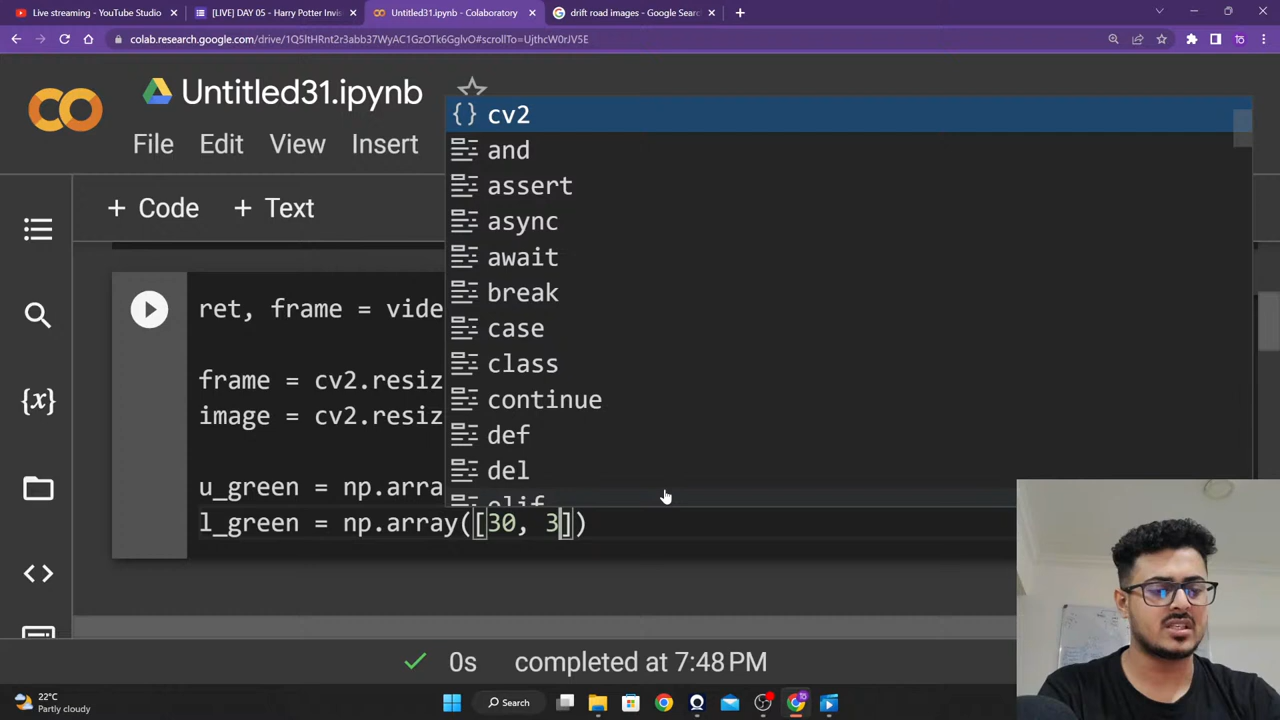 Live streaming - YouTube Studio
[LIVE] DAY 05 - Harry Potter Invis
Untitled31.ipynb - Colaboratory
drift road images - Google Searc
colab.research.google.com/drive/1Q5ltHRnt2r3abb37WyAC1GzOTk6GglvO#scrollTo=UjthcW0rJV5E
Untitled31.ipynb
File Edit View Insert
+ Code + Text
{} cv2
and
assert
async
await
break
case
class
continue
def
del
elif
{x}
ret, frame = vide
frame = cv2.resiz
image = cv2.resiz
u_green = np.arra
l_green = np.array([30, 3])
0s completed at 7:48 PM
22°C
Partly cloudy
Search